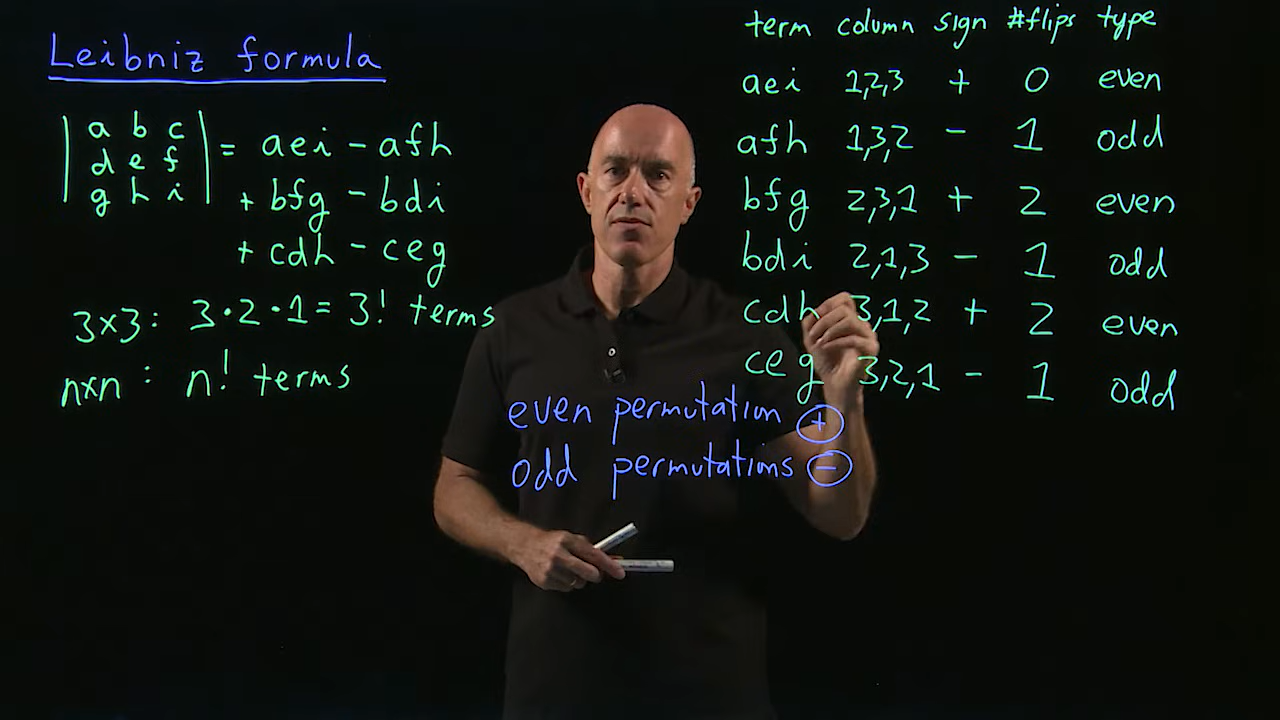 Leibniz formula
| a b c |
| d e f | = aei - afh
| g h i | + bfg - bdi
+ cdh - ceg
3x3: 3·2·1 = 3! terms
nxn: n! terms
term column sign #flips type
aei 1,2,3 + 0 even
afh 1,3,2 - 1 odd
bfg 2,3,1 + 2 even
bdi 2,1,3 - 1 odd
cdh 3,1,2 + 2 even
ceg 3,2,1 - 1 odd
even permutation +
odd permutations -